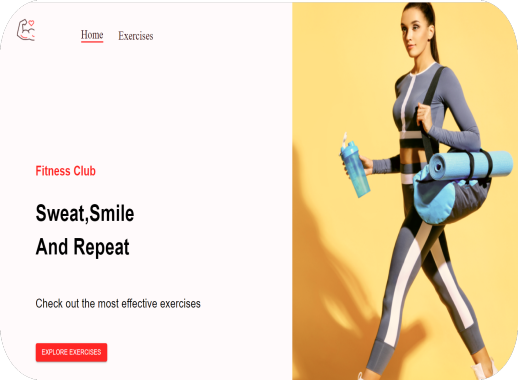 Home
Exercises
Fitness Club
Sweat,Smile
And Repeat
Check out the most effective exercises
EXPLORE EXERCISES